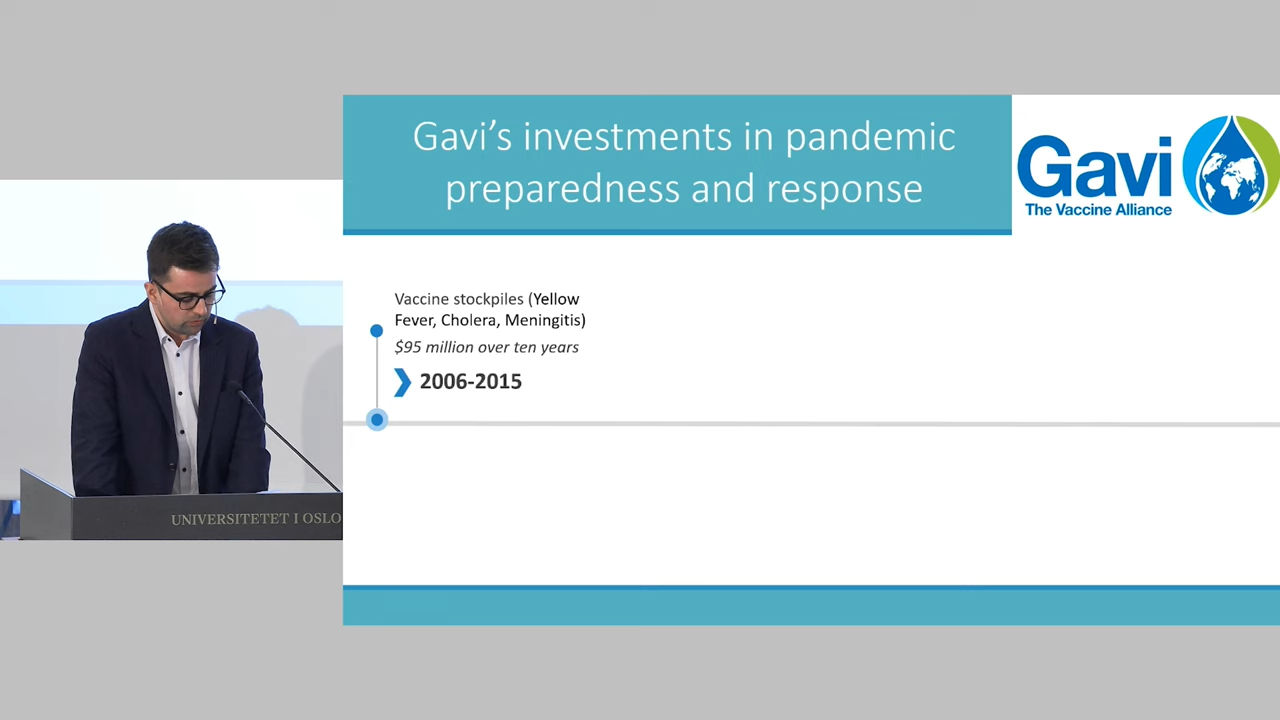 Gavi's investments in pandemic
preparedness and response
Gavi
The Vaccine Alliance
Vaccine stockpiles (Yellow
Fever, Cholera, Meningitis)
$95 million over ten years
2006-2015
UNIVERSITETET I OSLO